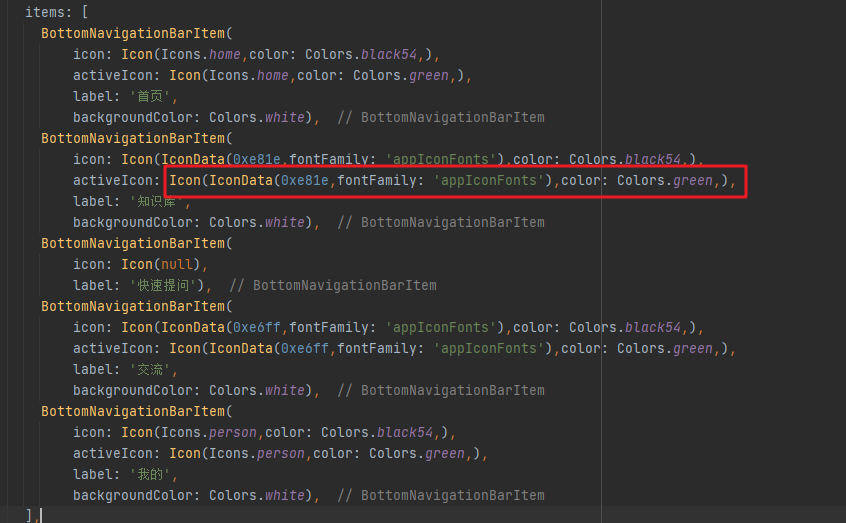 items: [
BottomNavigationBarItem(
icon: Icon(Icons.home,color: Colors.black54,),
activeIcon: Icon(Icons.home,color: Colors.green,),
label: '首页',
backgroundColor: Colors.white), // BottomNavigationBarItem
BottomNavigationBarItem(
icon: Icon(IconData(0xe81e,fontFamily: 'appIconFonts'),color: Colors.black54,),
activeIcon: Icon(IconData(0xe81e,fontFamily: 'appIconFonts'),color: Colors.green,),
label: '知识库',
backgroundColor: Colors.white), // BottomNavigationBarItem
BottomNavigationBarItem(
icon: Icon(null),
label: '快速提问'), // BottomNavigationBarItem
BottomNavigationBarItem(
icon: Icon(IconData(0xe6ff,fontFamily: 'appIconFonts'),color: Colors.black54,),
activeIcon: Icon(IconData(0xe6ff,fontFamily: 'appIconFonts'),color: Colors.green,),
label: '交流',
backgroundColor: Colors.white), // BottomNavigationBarItem
BottomNavigationBarItem(
icon: Icon(Icons.person,color: Colors.black54,),
activeIcon: Icon(Icons.person,color: Colors.green,),
label: '我的',
backgroundColor: Colors.white), // BottomNavigationBarItem
],